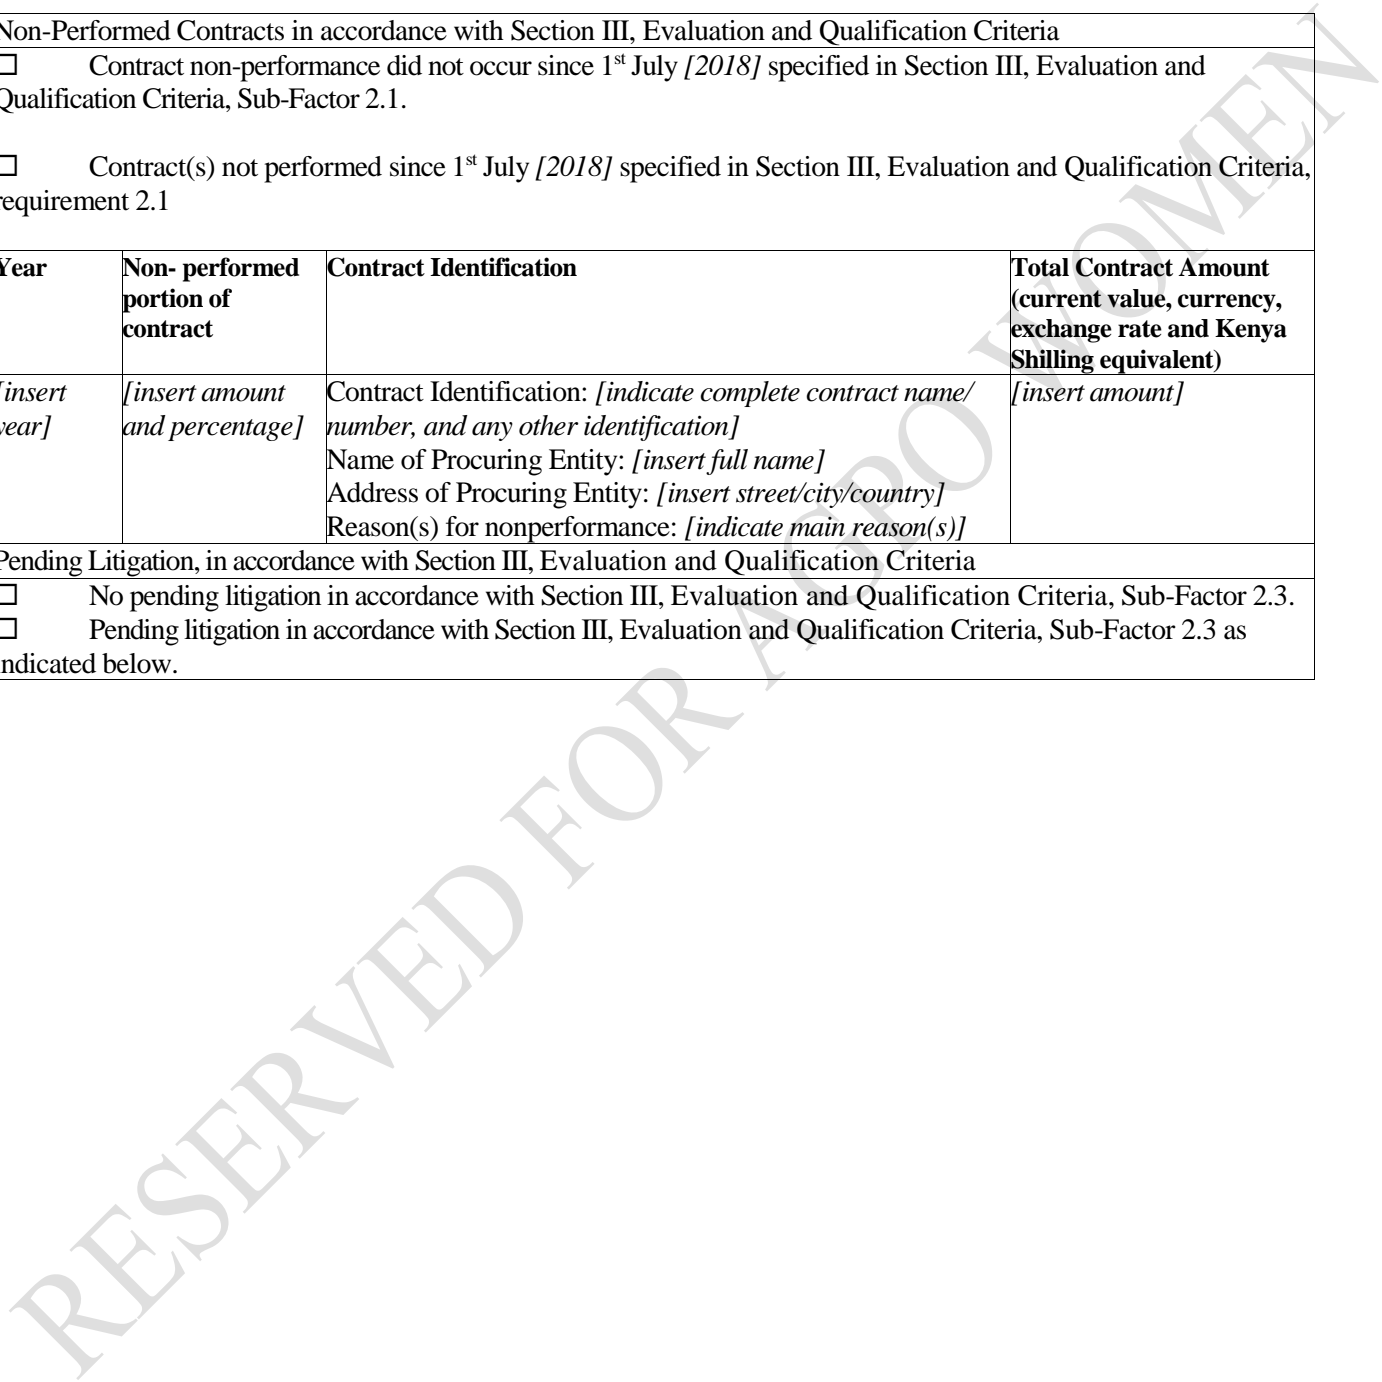 Non-Performed Contracts in accordance with Section III, Evaluation and Qualification Criteria
☐ Contract non-performance did not occur since 1st July [2018] specified in Section III, Evaluation and
Qualification Criteria, Sub-Factor 2.1.
☐ Contract(s) not performed since 1st July [2018] specified in Section III, Evaluation and Qualification Criteria,
requirement 2.1
Year
Non- performed
portion of
contract
Contract Identification
Total Contract Amount
(current value, currency,
exchange rate and Kenya
Shilling equivalent)
[insert
year]
[insert amount
and percentage]
Contract Identification: [indicate complete contract name/
number, and any other identification]
Name of Procuring Entity: [insert full name]
Address of Procuring Entity: [insert street/city/country]
Reason(s) for nonperformance: [indicate main reason(s)]
[insert amount]
Pending Litigation, in accordance with Section III, Evaluation and Qualification Criteria
☐ No pending litigation in accordance with Section III, Evaluation and Qualification Criteria, Sub-Factor 2.3.
☐ Pending litigation in accordance with Section III, Evaluation and Qualification Criteria, Sub-Factor 2.3 as
indicated below.
RESERVED FOR AGPO WOMEN